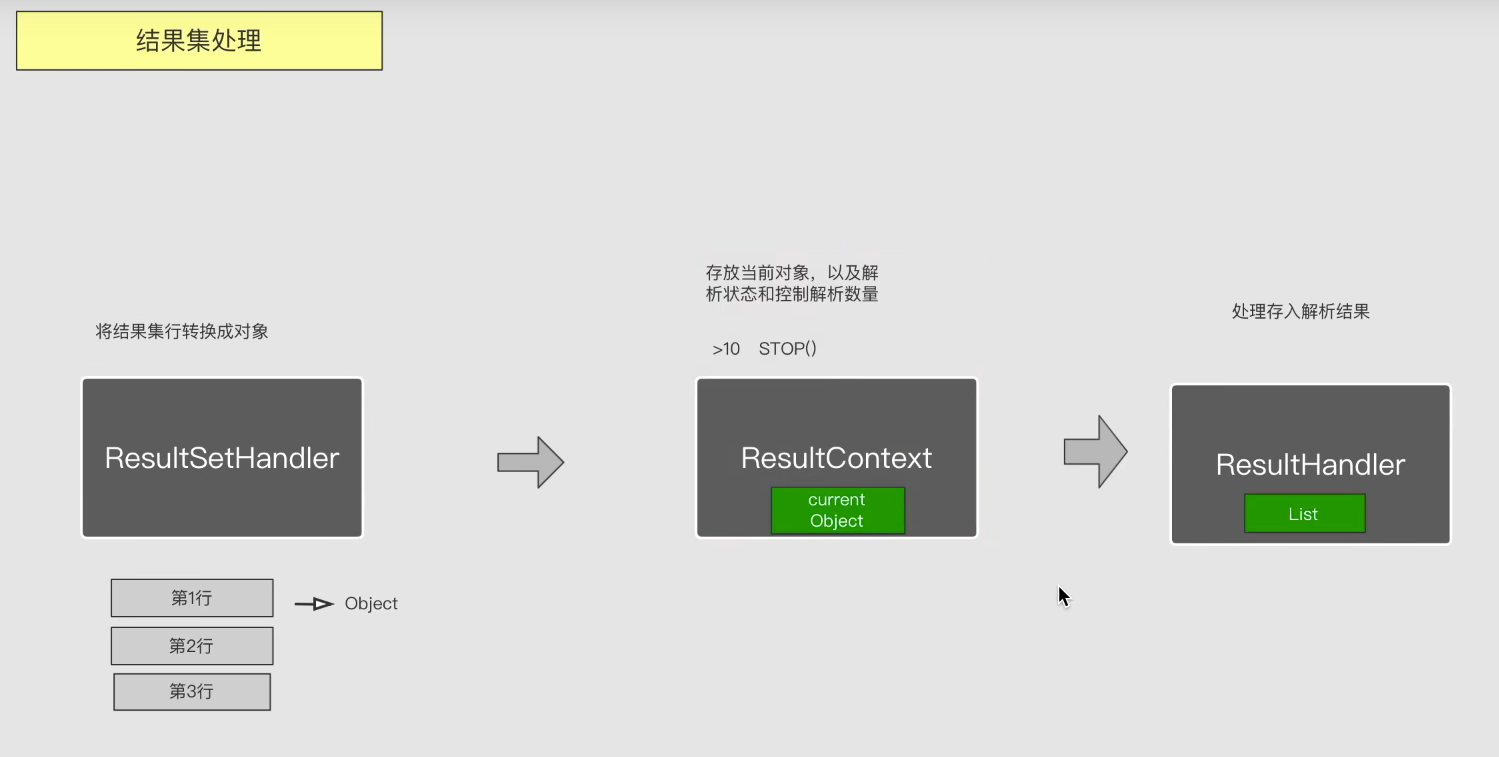 结果集处理
将结果集行转换成对象
ResultSetHandler
第1行
Object
第2行
第3行
存放当前对象，以及解
析状态和控制解析数量
>10 STOP()
ResultContext
current
Object
处理存入解析结果
ResultHandler
List